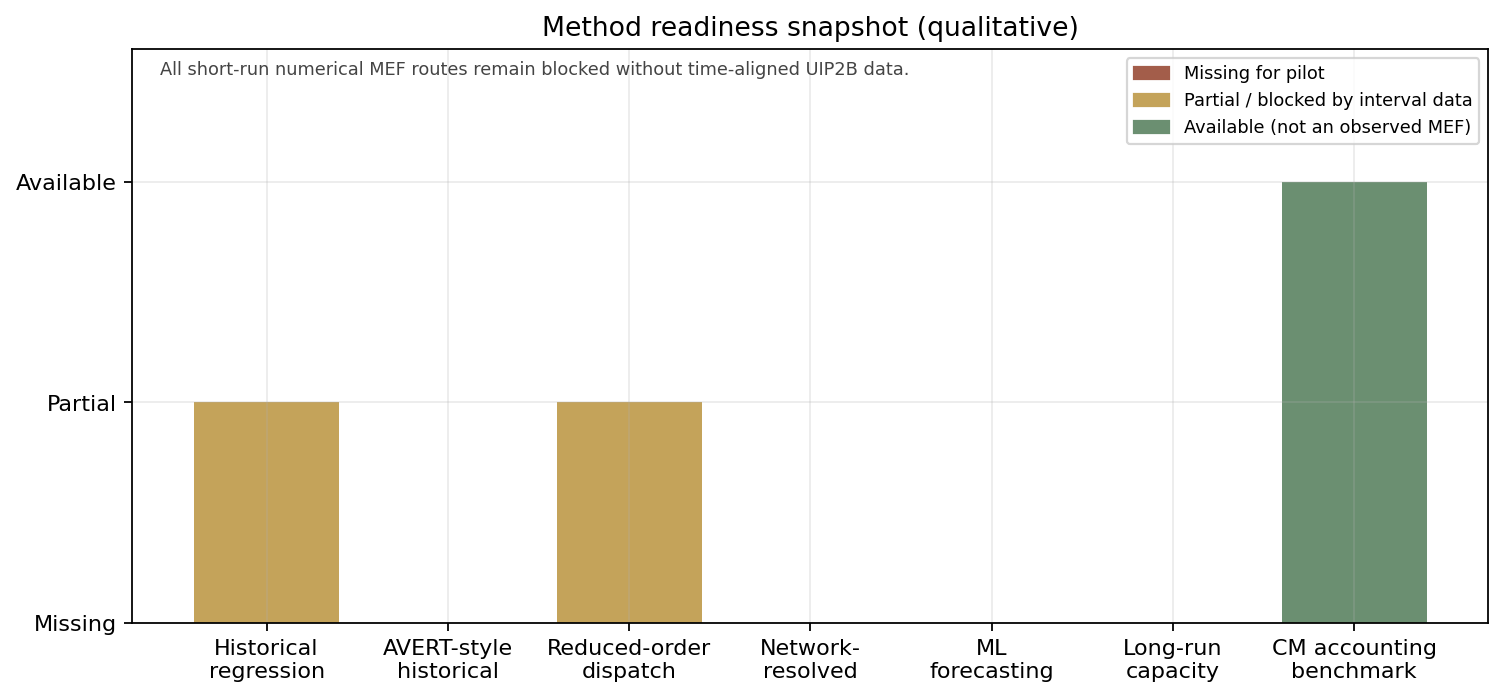 Method readiness snapshot (qualitative)
All short-run numerical MEF routes remain blocked without time-aligned UIP2B data.
Missing for pilot
Partial / blocked by interval data
Available (not an observed MEF)
Available
Partial
Missing
Historical
regression
AVERT-style
historical
Reduced-order
dispatch
Network-
resolved
ML
forecasting
Long-run
capacity
CM accounting
benchmark